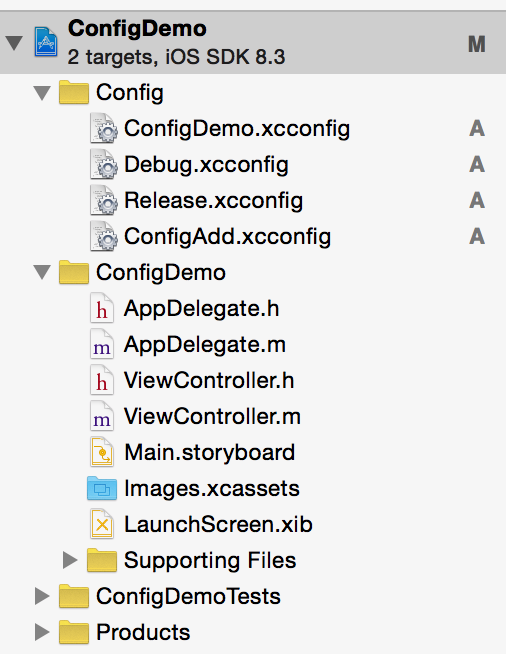 ConfigDemo
2 targets, iOS SDK 8.3 M
Config
ConfigDemo.xcconfig A
Debug.xcconfig A
Release.xcconfig A
ConfigAdd.xcconfig A
ConfigDemo
h AppDelegate.h
m AppDelegate.m
h ViewController.h
m ViewController.m
Main.storyboard
Images.xcassets
LaunchScreen.xib
Supporting Files
ConfigDemoTests
Products